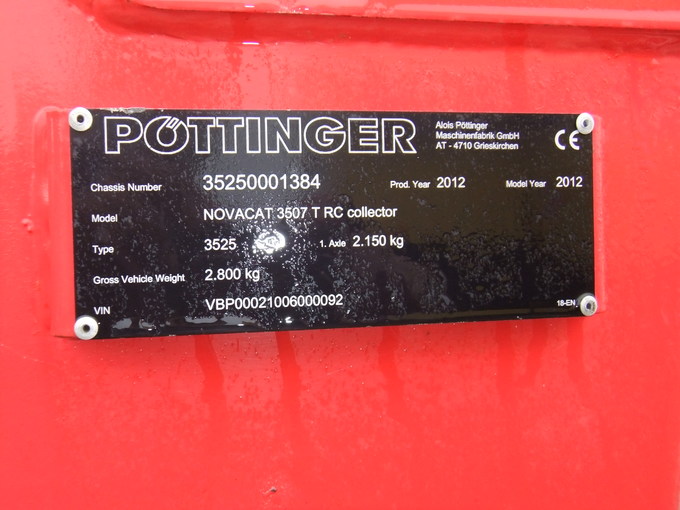 PÖTTINGER
Alois Pöttinger
Maschinenfabrik GmbH
AT - 4710 Grieskirchen
CE
Chassis Number 35250001384 Prod. Year 2012 Model Year 2012
Model NOVACAT 3507 T RC collector
Type 3525 1. Axle 2.150 kg
Gross Vehicle Weight 2.800 kg
VIN VBP00021006000092 18-EN